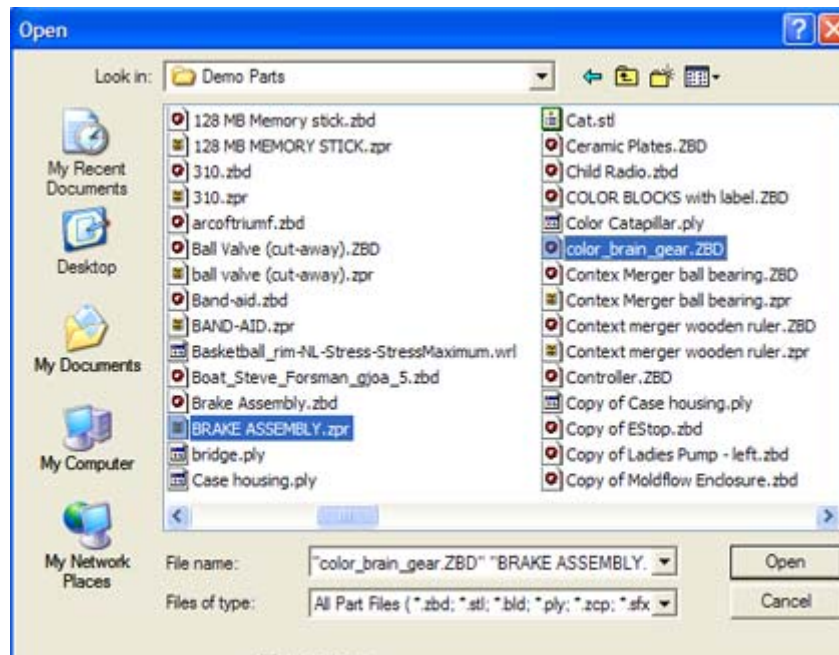 Open
Look in: Demo Parts
My Recent Documents
Desktop
My Documents
My Computer
My Network Places
128 MB Memory stick.zbd
128 MB MEMORY STICK.zpr
310.zbd
310.zpr
arcoftriumf.zbd
Ball Valve (cut-away).ZBD
ball valve (cut-away).zpr
Band-aid.zbd
BAND-AID.zpr
Basketball_rim-NL-Stress-StressMaximum.wrl
Boat_Steve_Forsman_gjoa_5.zbd
Brake Assembly.zbd
BRAKE ASSEMBLY.zpr
bridge.ply
Case housing.ply
Cat.stl
Ceramic Plates.ZBD
Child Radio.zbd
COLOR BLOCKS with label.ZBD
Color Catapillar.ply
color_brain_gear.ZBD
Contex Merger ball bearing.ZBD
Contex Merger ball bearing.zpr
Context merger wooden ruler.ZBD
Context merger wooden ruler.zpr
Controller.ZBD
Copy of Case housing.ply
Copy of EStop.zbd
Copy of Ladies Pump - left.zbd
Copy of Moldflow Enclosure.zbd
File name: "color_brain_gear.ZBD" "BRAKE ASSEMBLY. Open
Files of type: All Part Files ( *.zbd; *.stl; *.bld; *.ply; *.zcp; *.sfx Cancel